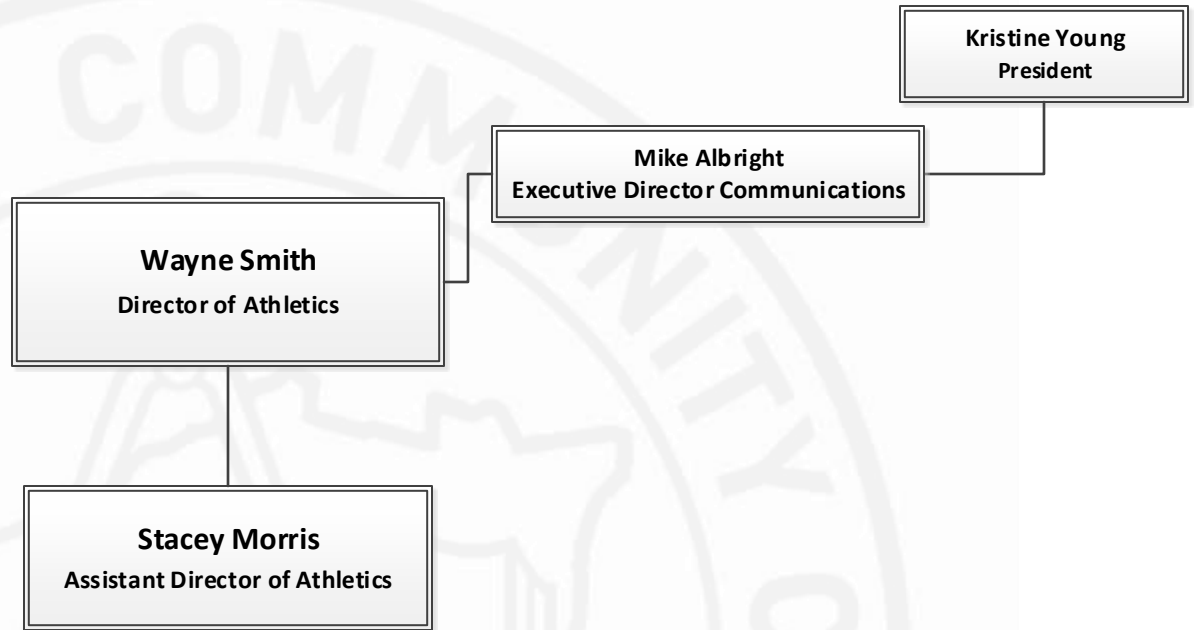 Kristine Young
President
Mike Albright
Executive Director Communications
Wayne Smith
Director of Athletics
Stacey Morris
Assistant Director of Athletics
COMMUNITY